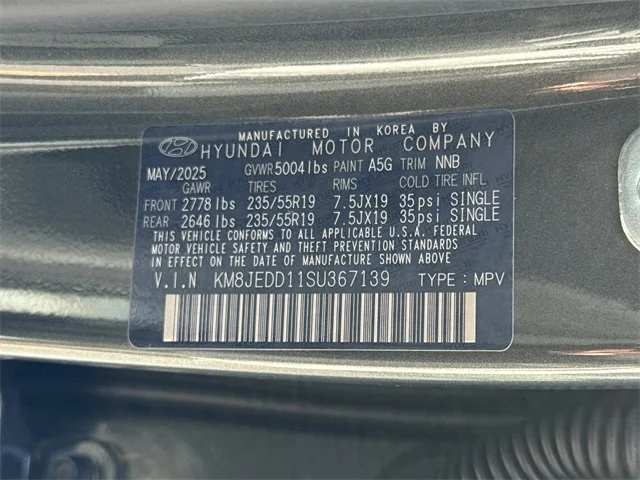 MANUFACTURED IN KOREA BY
HYUNDAI MOTOR COMPANY
MAY/2025 GVWR 5004 lbs PAINT A5G TRIM NNB
GAWR TIRES RIMS COLD TIRE INFL
FRONT 2778 lbs 235/55R19 7.5JX19 35psi SINGLE
REAR 2646 lbs 235/55R19 7.5JX19 35psi SINGLE
THIS VEHICLE CONFORMS TO ALL APPLICABLE U.S.A. FEDERAL
MOTOR VEHICLE SAFETY, AND THEFT PREVENTION STANDARDS
IN EFFECT ON THE DATE OF MANUFACTURE SHOWN ABOVE.
V.I.N KM8JEDD11SU367139 TYPE : MPV